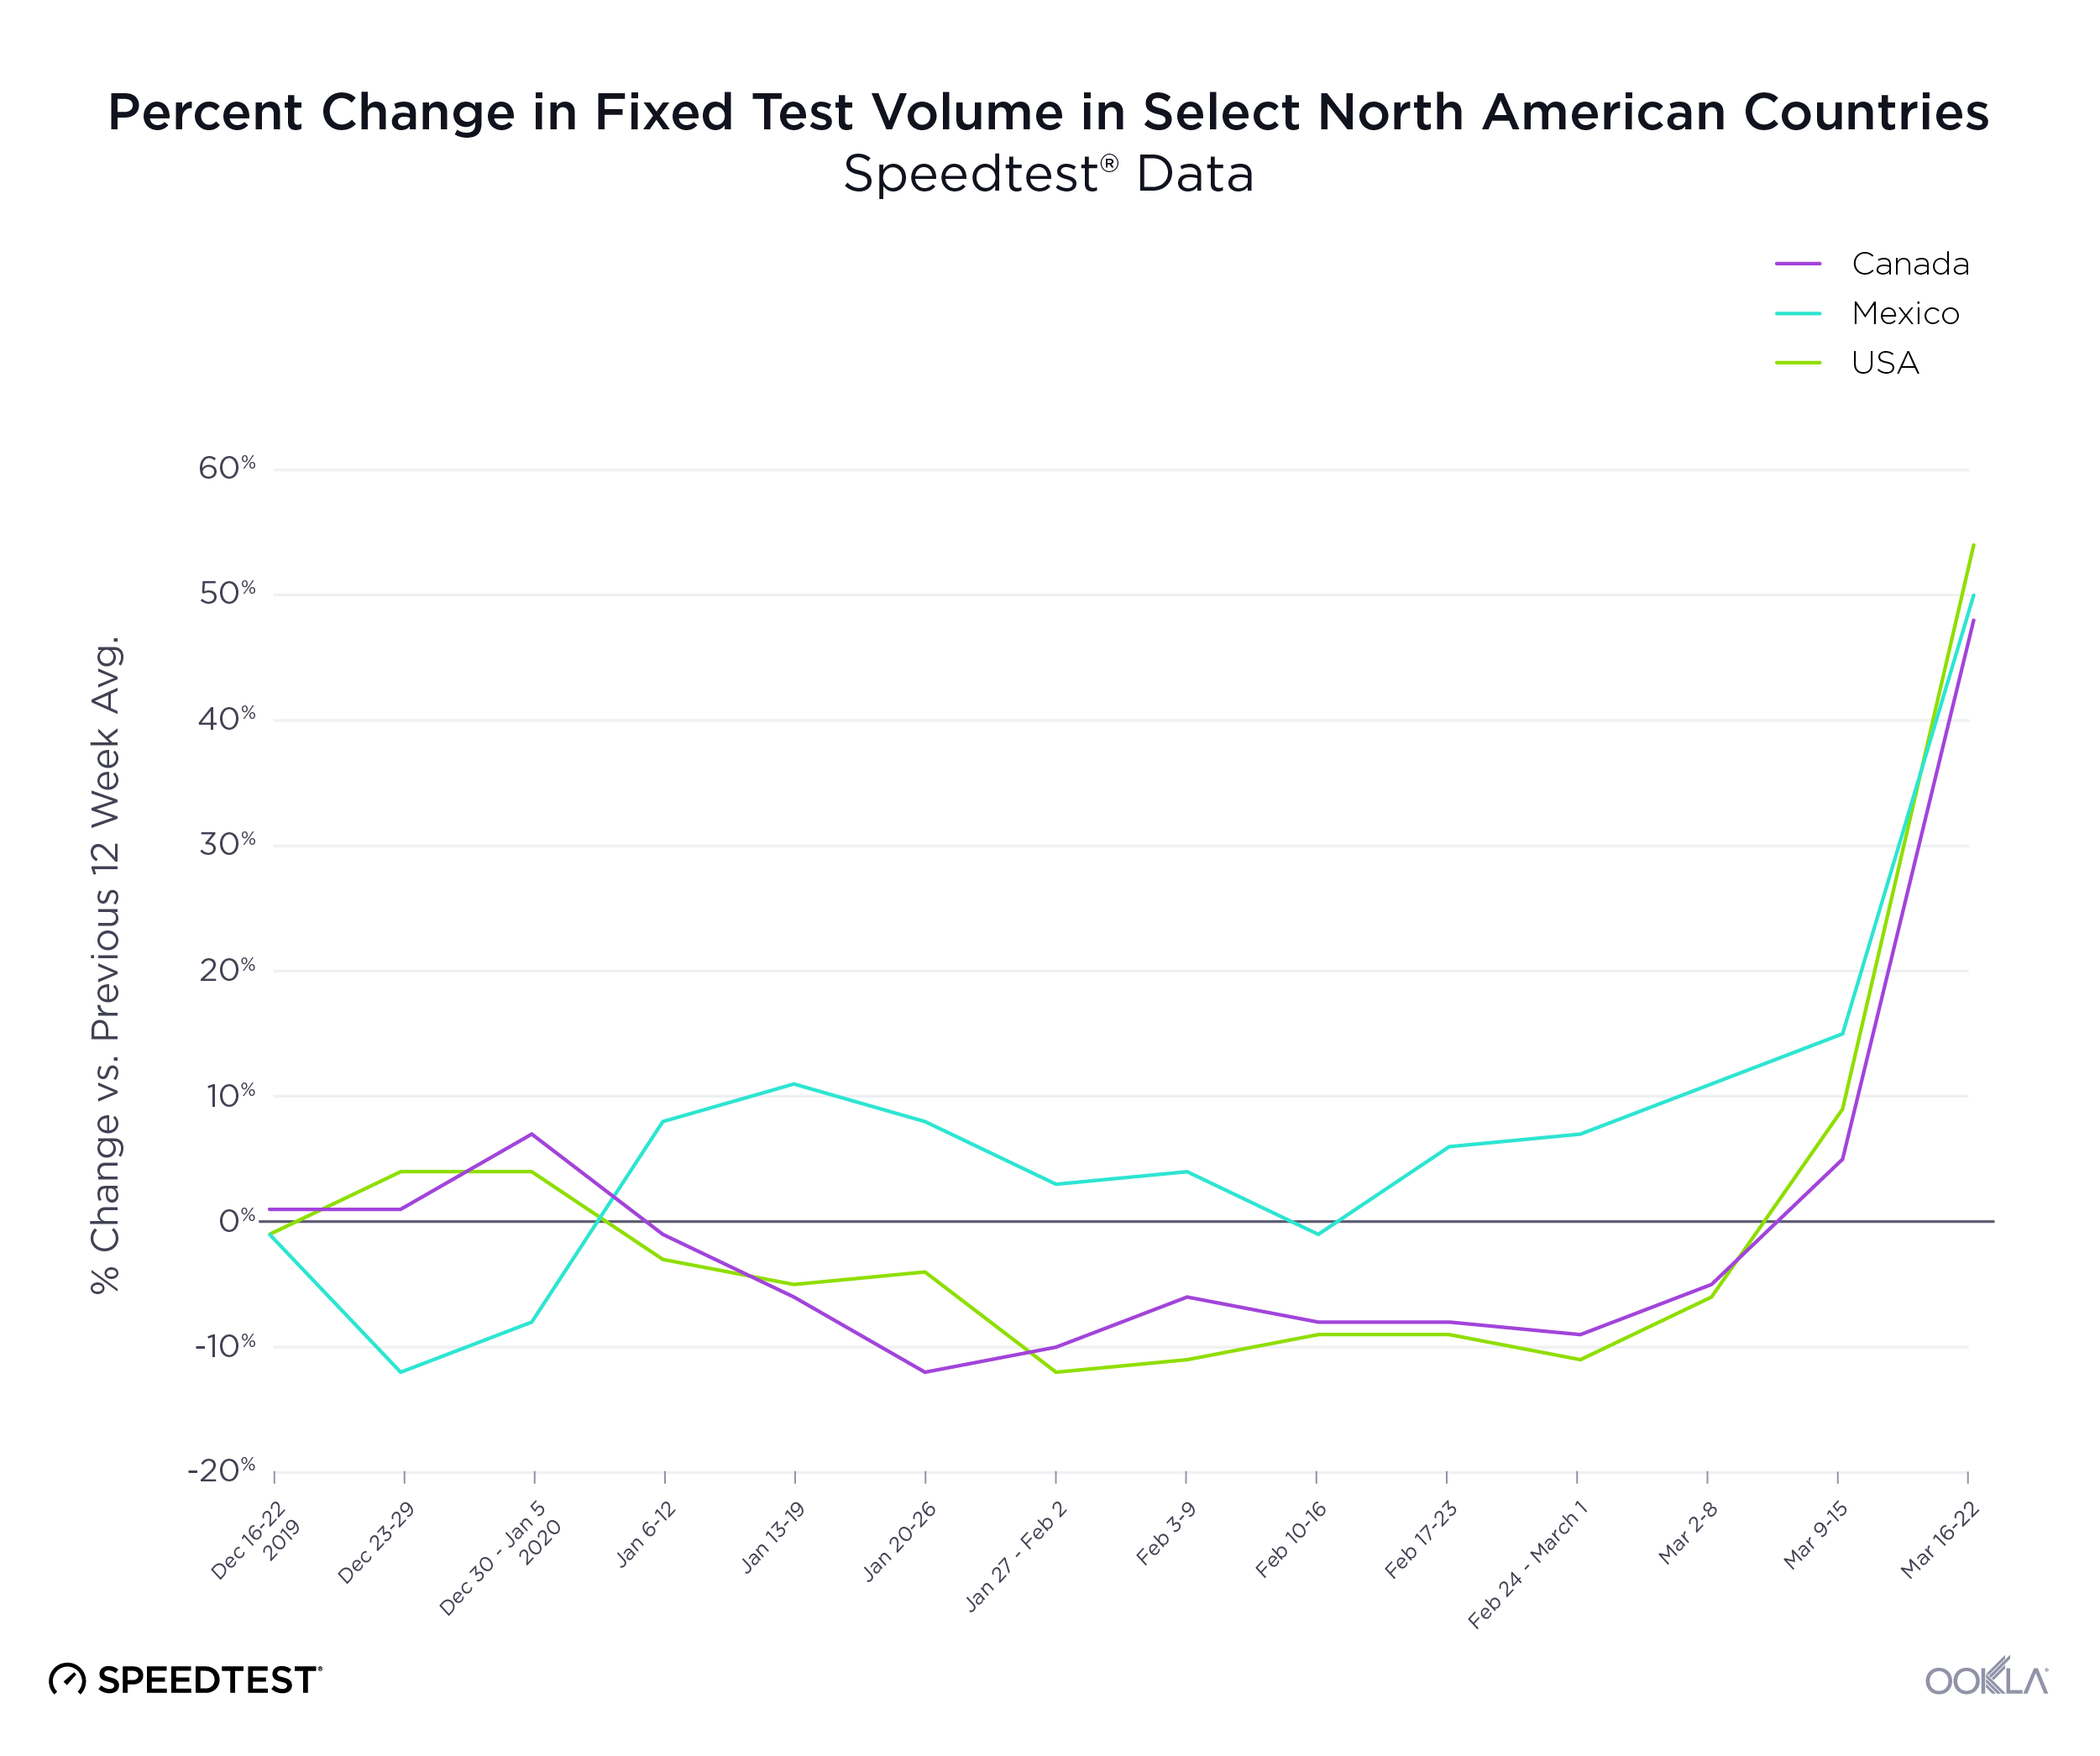 Percent Change in Fixed Test Volume in Select North American Countries
Speedtest® Data
Canada
Mexico
USA
% Change vs. Previous 12 Week Avg.
60%
50%
40%
30%
20%
10%
0%
-10%
-20%
Dec 16-22
2019
Dec 23-29
Dec 30 - Jan 5
2020
Jan 6-12
Jan 13-19
Jan 20-26
Jan 27 - Feb 2
Feb 3-9
Feb 10-16
Feb 17-23
Feb 24 - March 1
Mar 2-8
Mar 9-15
Mar 16-22
SPEEDTEST®
OOKLA®